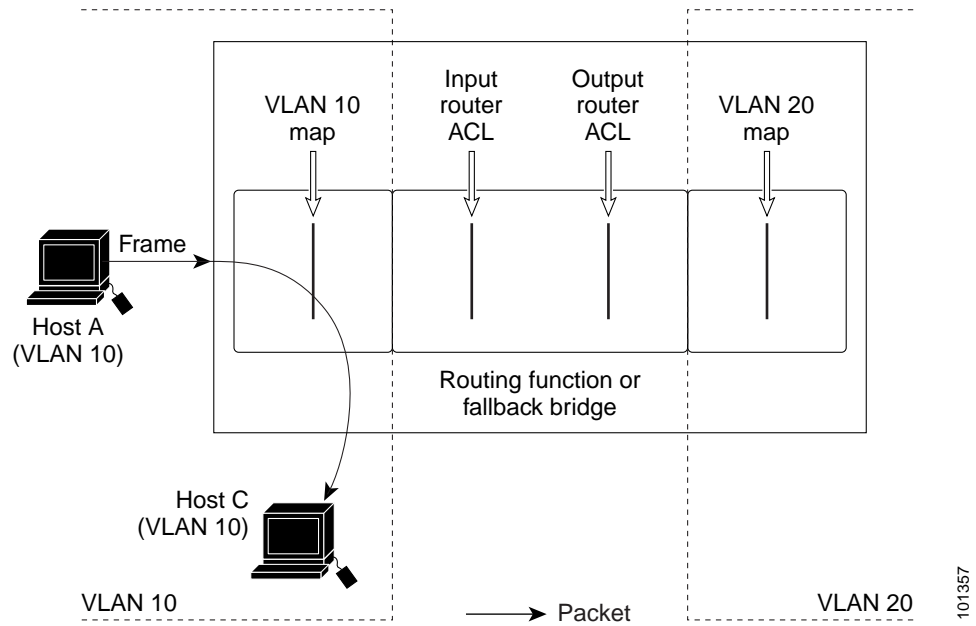 VLAN 10
map
Input
router
ACL
Output
router
ACL
VLAN 20
map
Frame
Host A
(VLAN 10)
Routing function or
fallback bridge
Host C
(VLAN 10)
VLAN 10
Packet
VLAN 20
101357